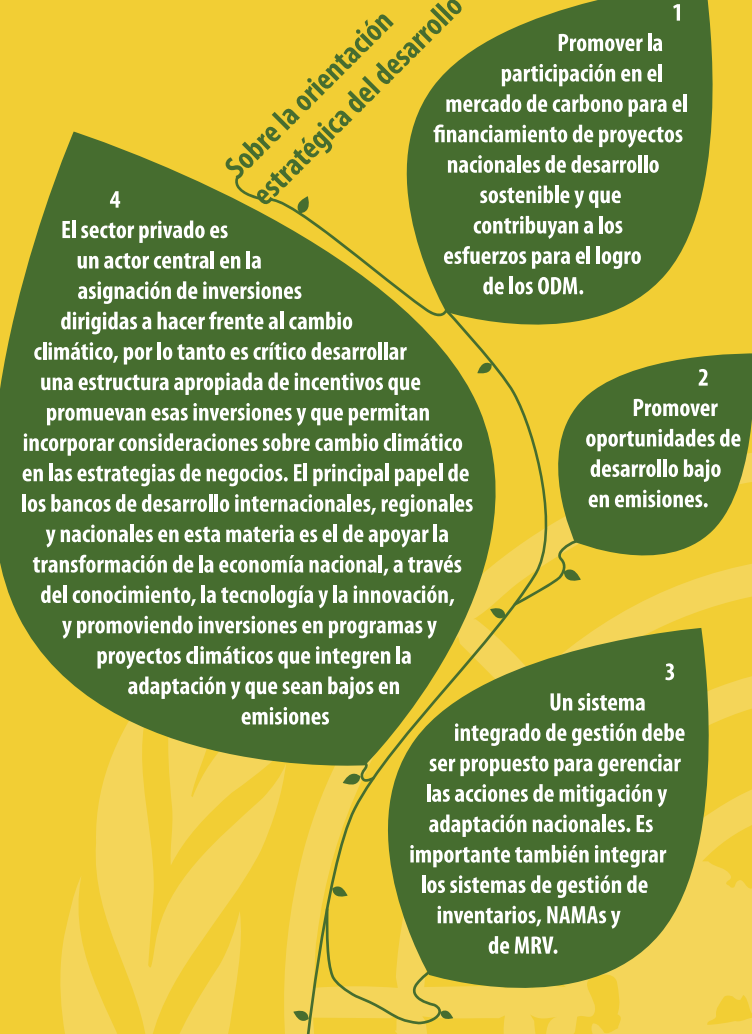 Sobre la orientación
estratégica del desarrollo
1
Promover la
participación en el
mercado de carbono para el
financiamiento de proyectos
nacionales de desarrollo
sostenible y que
contribuyan a los
esfuerzos para el logro
de los ODM.
2
Promover
oportunidades de
desarrollo bajo
en emisiones.
3
Un sistema
integrado de gestión debe
ser propuesto para gerenciar
las acciones de mitigación y
adaptación nacionales. Es
importante también integrar
los sistemas de gestión de
inventarios, NAMAs y
de MRV.
4
El sector privado es
un actor central en la
asignación de inversiones
dirigidas a hacer frente al cambio
climático, por lo tanto es crítico desarrollar
una estructura apropiada de incentivos que
promuevan esas inversiones y que permitan
incorporar consideraciones sobre cambio climático
en las estrategias de negocios. El principal papel de
los bancos de desarrollo internacionales, regionales
y nacionales en esta materia es el de apoyar la
transformación de la economía nacional, a través
del conocimiento, la tecnología y la innovación,
y promoviendo inversiones en programas y
proyectos climáticos que integren la
adaptación y que sean bajos en
emisiones